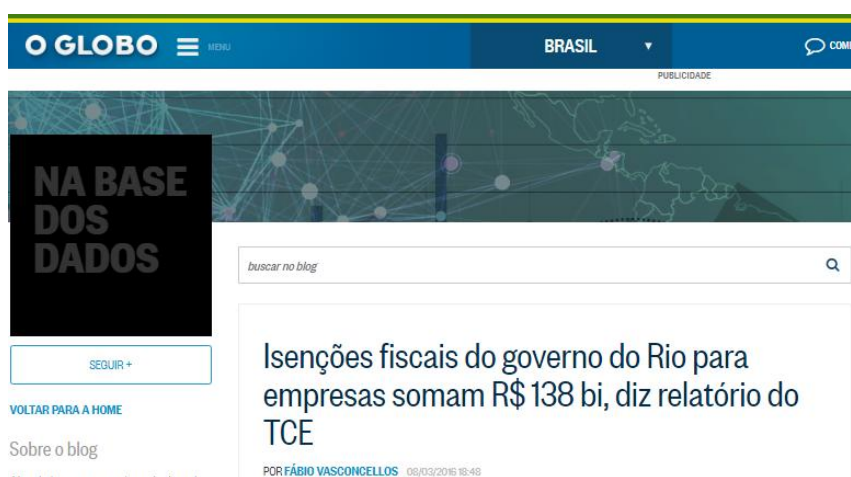 O GLOBO MENU BRASIL
PUBLICIDADE
NA BASE
DOS
DADOS
buscar no blog
SEGUIR +
VOLTAR PARA A HOME
Sobre o blog
Isenções fiscais do governo do Rio para
empresas somam R$ 138 bi, diz relatório do
TCE
POR FÁBIO VASCONCELLOS 08/03/2016 18:48